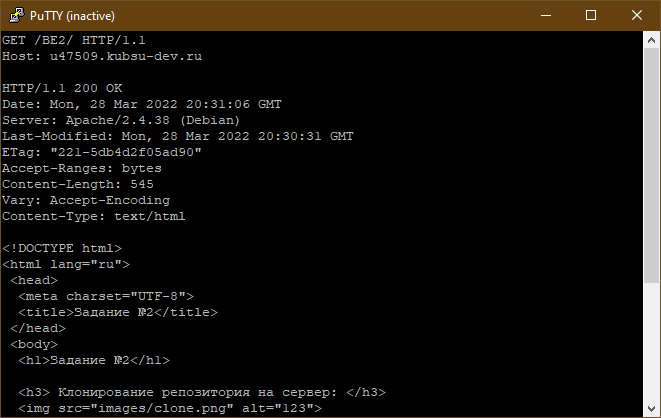 PuTTY (inactive)
GET /BE2/ HTTP/1.1
Host: u47509.kubsu-dev.ru

HTTP/1.1 200 OK
Date: Mon, 28 Mar 2022 20:31:06 GMT
Server: Apache/2.4.38 (Debian)
Last-Modified: Mon, 28 Mar 2022 20:30:31 GMT
ETag: "221-5db4d2f05ad90"
Accept-Ranges: bytes
Content-Length: 545
Vary: Accept-Encoding
Content-Type: text/html

<!DOCTYPE html>
<html lang="ru">
 <head>
  <meta charset="UTF-8">
  <title>Задание №2</title>
 </head>
 <body>
  <h1>Задание №2</h1>

  <h3> Клонирование репозитория на сервер: </h3>
  <img src="images/clone.png" alt="123">